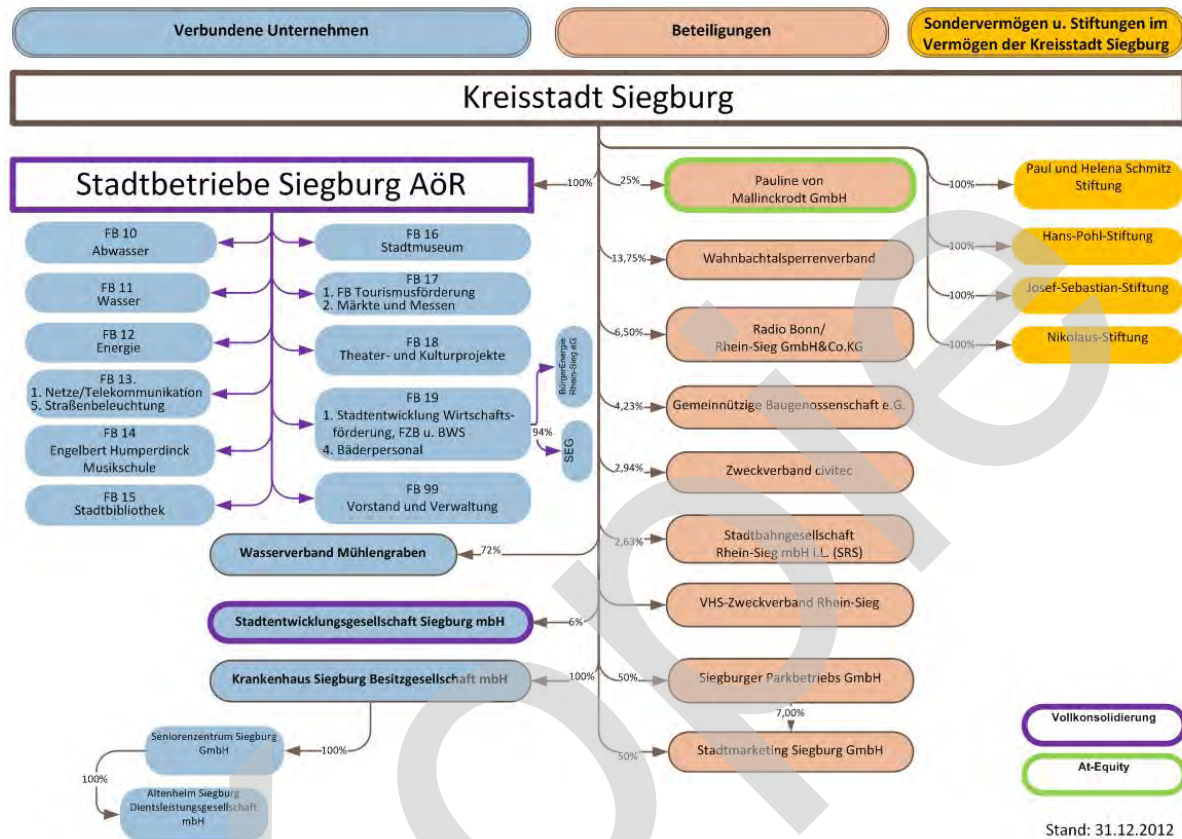 Verbundene Unternehmen
Beteiligungen
Sondervermögen u. Stiftungen im
Vermögen der Kreisstadt Siegburg
Kreisstadt Siegburg
Stadtbetriebe Siegburg AöR
100%
25%
Pauline von
Mallinckrodt GmbH
100%
Paul und Helena Schmitz
Stiftung
FB 10
Abwasser
FB 16
Stadtmuseum
13,75%
Wahnbachtalsperrenverband
100%
Hans-Pohl-Stiftung
FB 11
Wasser
FB 17
1. FB Tourismusförderung
2. Märkte und Messen
100%
Josef-Sebastian-Stiftung
FB 12
Energie
FB 18
Theater- und Kulturprojekte
6,50%
Radio Bonn/
Rhein-Sieg GmbH&Co.KG
100%
Nikolaus-Stiftung
FB 13.
1. Netze/Telekommunikation
5. Straßenbeleuchtung
FB 19
1. Stadtentwicklung Wirtschafts-
förderung, FZB u. BWS
4. Bäderpersonal
BürgerEnergie
Rhein-Sieg eG
94%
SEG
4,23%
Gemeinnützige Baugenossenschaft e.G.
FB 14
Engelbert Humperdinck
Musikschule
2,94%
Zweckverband civitec
FB 15
Stadtbibliothek
FB 99
Vorstand und Verwaltung
Wasserverband Mühlengraben
72%
2,63%
Stadtbahngesellschaft
Rhein-Sieg mbH i.L. (SRS)
VHS-Zweckverband Rhein-Sieg
Stadtentwicklungsgesellschaft Siegburg mbH
6%
Krankenhaus Siegburg Besitzgesellschaft mbH
100%
50%
Siegburger Parkbetriebs GmbH
7,00%
Seniorenzentrum Siegburg
GmbH
100%
50%
Stadtmarketing Siegburg GmbH
100%
Altenheim Siegburg
Dientsleistungsgesellschaft
mbH
Vollkonsolidierung
At-Equity
Stand: 31.12.2012